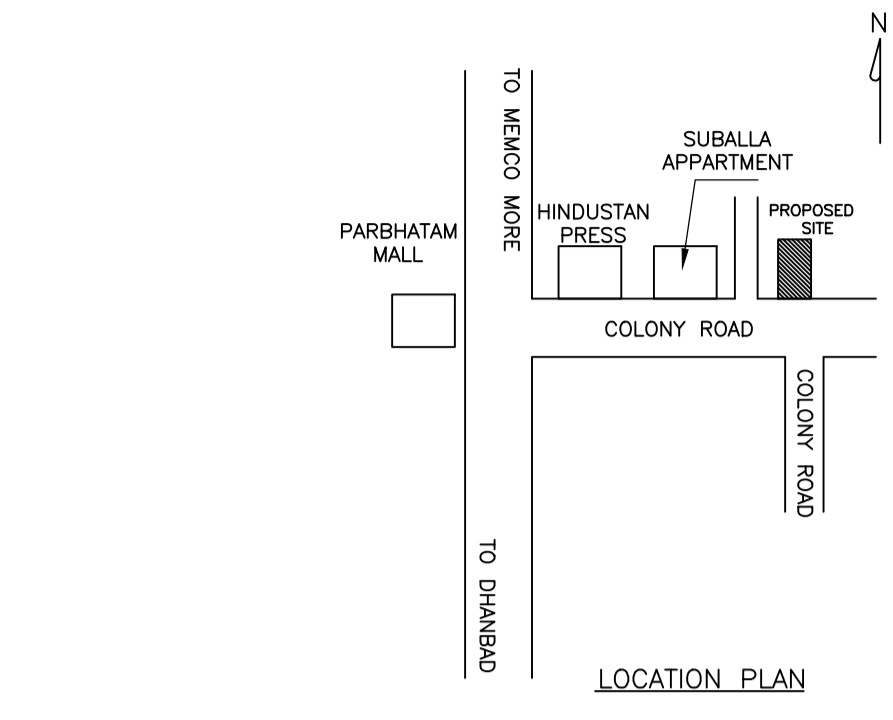 N
TO MEMCO MORE
SUBALLA
APPARTMENT
HINDUSTAN
PRESS
PROPOSED
SITE
PARBHATAM
MALL
COLONY ROAD
COLONY ROAD
TO DHANBAD
LOCATION PLAN